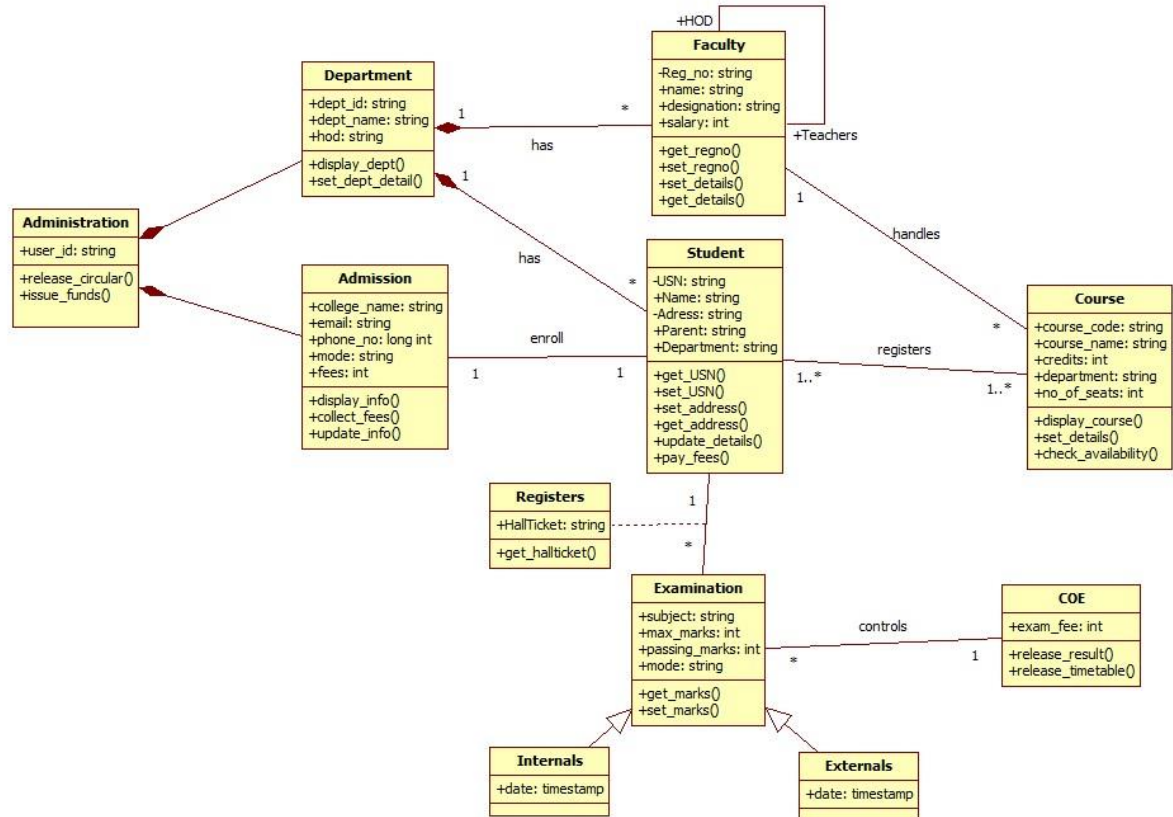 +HOD
Faculty
-Reg_no: string
+name: string
+designation: string
+salary: int
+get_regno()
+set_regno()
+set_details()
+get_details()
+Teachers
Department
+dept_id: string
+dept_name: string
+hod: string
+display_dept()
+set_dept_detail()
1
*
has
1
has
*
1
handles
*
Administration
+user_id: string
+release_circular()
+issue_funds()
Admission
+college_name: string
+email: string
+phone_no: long int
+mode: string
+fees: int
+display_info()
+collect_fees()
+update_info()
enroll
1
1
Student
-USN: string
+Name: string
-Adress: string
+Parent: string
+Department: string
+get_USN()
+set_USN()
+set_address()
+get_address()
+update_details()
+pay_fees()
registers
1..*
1..*
Course
+course_code: string
+course_name: string
+credits: int
+department: string
+no_of_seats: int
+display_course()
+set_details()
+check_availability()
Registers
+HallTicket: string
+get_hallticket()
1
*
Examination
+subject: string
+max_marks: int
+passing_marks: int
+mode: string
+get_marks()
+set_marks()
controls
*
1
COE
+exam_fee: int
+release_result()
+release_timetable()
Internals
+date: timestamp
Externals
+date: timestamp